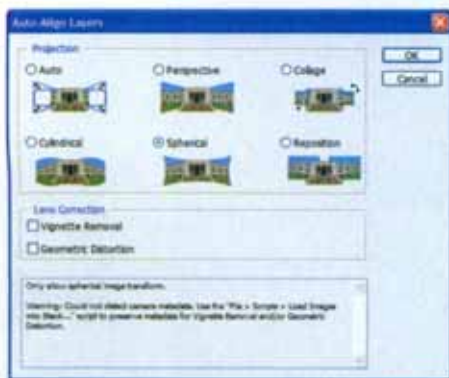 Auto-Align Layers
Projection
Auto
Perspective
Collage
Cylindrical
Spherical
Reposition
Lens Correction
Vignette Removal
Geometric Distortion
OK
Cancel
Only allow spherical image transform.
Warning: Could not detect camera metadata. Use the "File > Scripts > Load Images
into Stack..." script to preserve metadata for Vignette Removal and/or Geometric
Distortion.